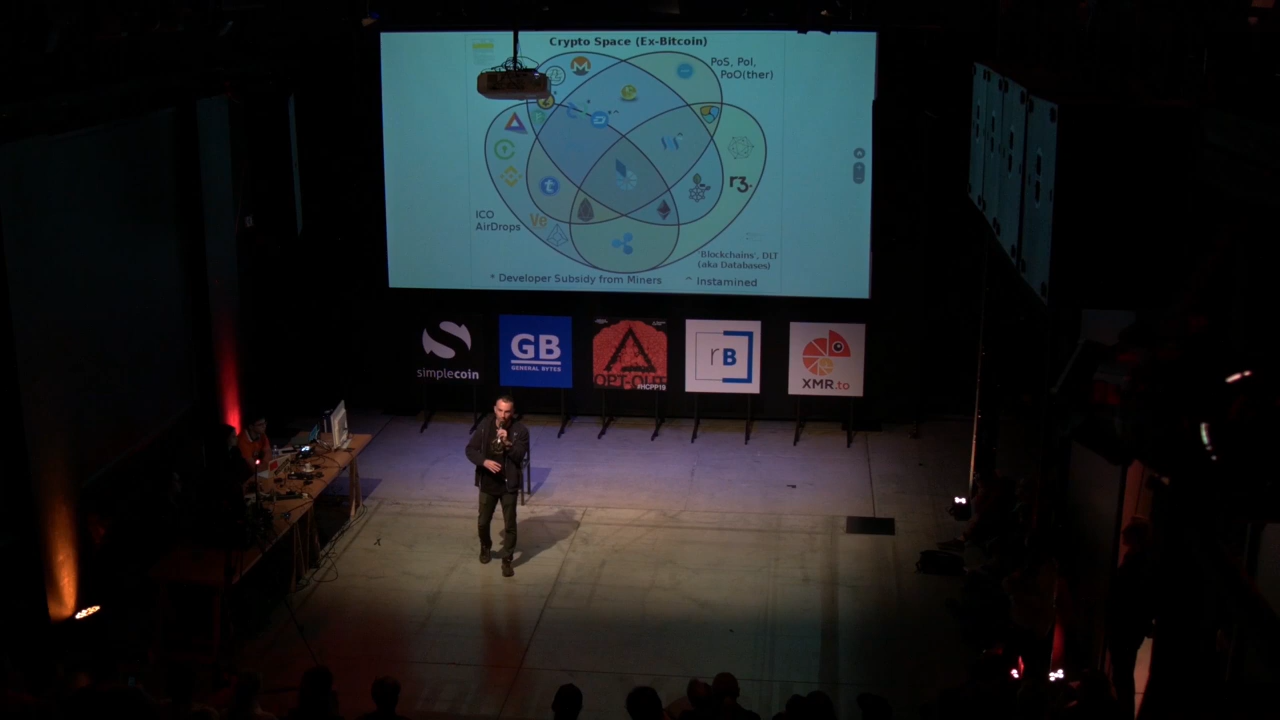 Crypto Space (Ex-Bitcoin)
PoS, PoI,
PoO(ther)
r3.
ICO
AirDrops
Ve
'Blockchains', DLT
(aka Databases)
* Developer Subsidy from Miners
^ Instamined
simplecoin
GB
GENERAL BYTES
OPT-OUT
#HCPP19
rB
XMR.to